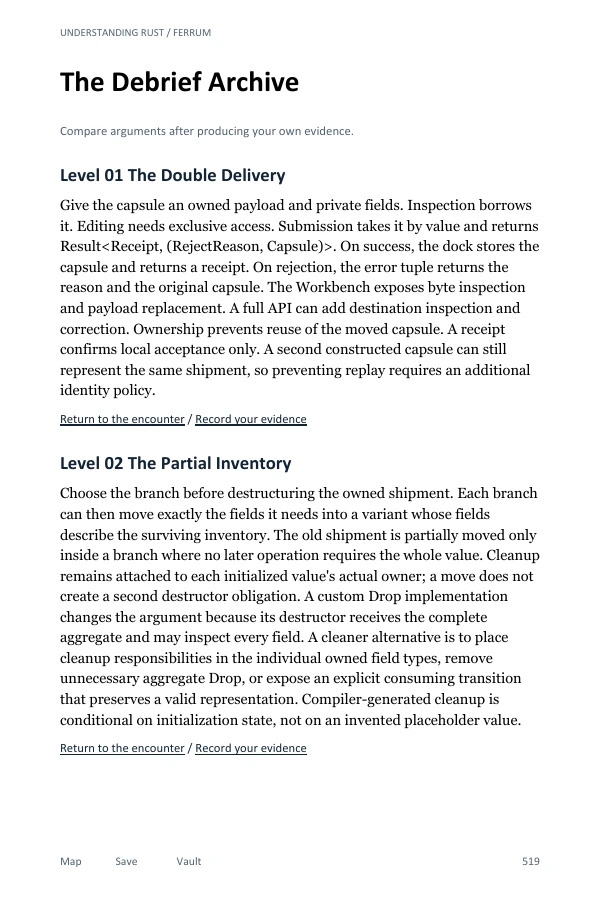 UNDERSTANDING RUST / FERRUM
The Debrief Archive
Compare arguments after producing your own evidence.
Level 01 The Double Delivery
Give the capsule an owned payload and private fields. Inspection borrows
it. Editing needs exclusive access. Submission takes it by value and returns
Result<Receipt, (RejectReason, Capsule)>. On success, the dock stores the
capsule and returns a receipt. On rejection, the error tuple returns the
reason and the original capsule. The Workbench exposes byte inspection
and payload replacement. A full API can add destination inspection and
correction. Ownership prevents reuse of the moved capsule. A receipt
confirms local acceptance only. A second constructed capsule can still
represent the same shipment, so preventing replay requires an additional
identity policy.
Return to the encounter / Record your evidence
Level 02 The Partial Inventory
Choose the branch before destructuring the owned shipment. Each branch
can then move exactly the fields it needs into a variant whose fields
describe the surviving inventory. The old shipment is partially moved only
inside a branch where no later operation requires the whole value. Cleanup
remains attached to each initialized value's actual owner; a move does not
create a second destructor obligation. A custom Drop implementation
changes the argument because its destructor receives the complete
aggregate and may inspect every field. A cleaner alternative is to place
cleanup responsibilities in the individual owned field types, remove
unnecessary aggregate Drop, or expose an explicit consuming transition
that preserves a valid representation. Compiler-generated cleanup is
conditional on initialization state, not on an invented placeholder value.
Return to the encounter / Record your evidence
Map Save Vault 519